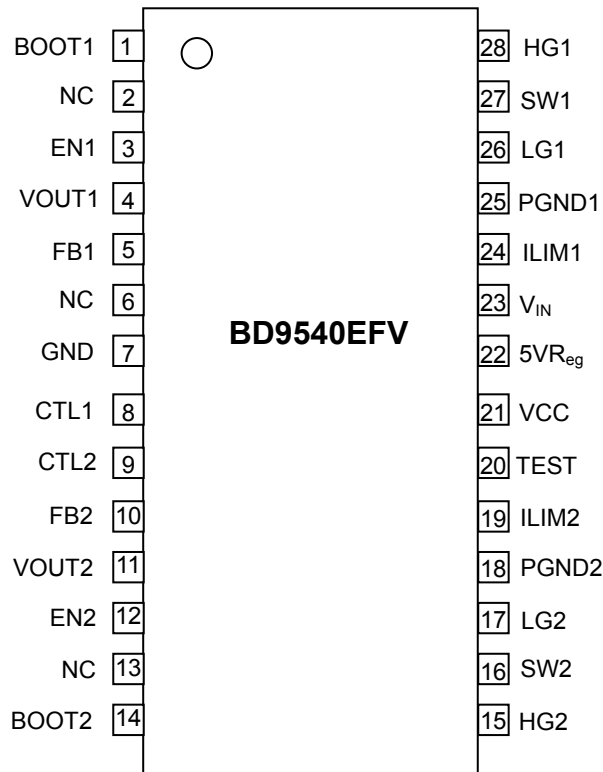 BOOT1 1
NC 2
EN1 3
VOUT1 4
FB1 5
NC 6
GND 7
CTL1 8
CTL2 9
FB2 10
VOUT2 11
EN2 12
NC 13
BOOT2 14
BD9540EFV
28 HG1
27 SW1
26 LG1
25 PGND1
24 ILIM1
23 VIN
22 5VReg
21 VCC
20 TEST
19 ILIM2
18 PGND2
17 LG2
16 SW2
15 HG2